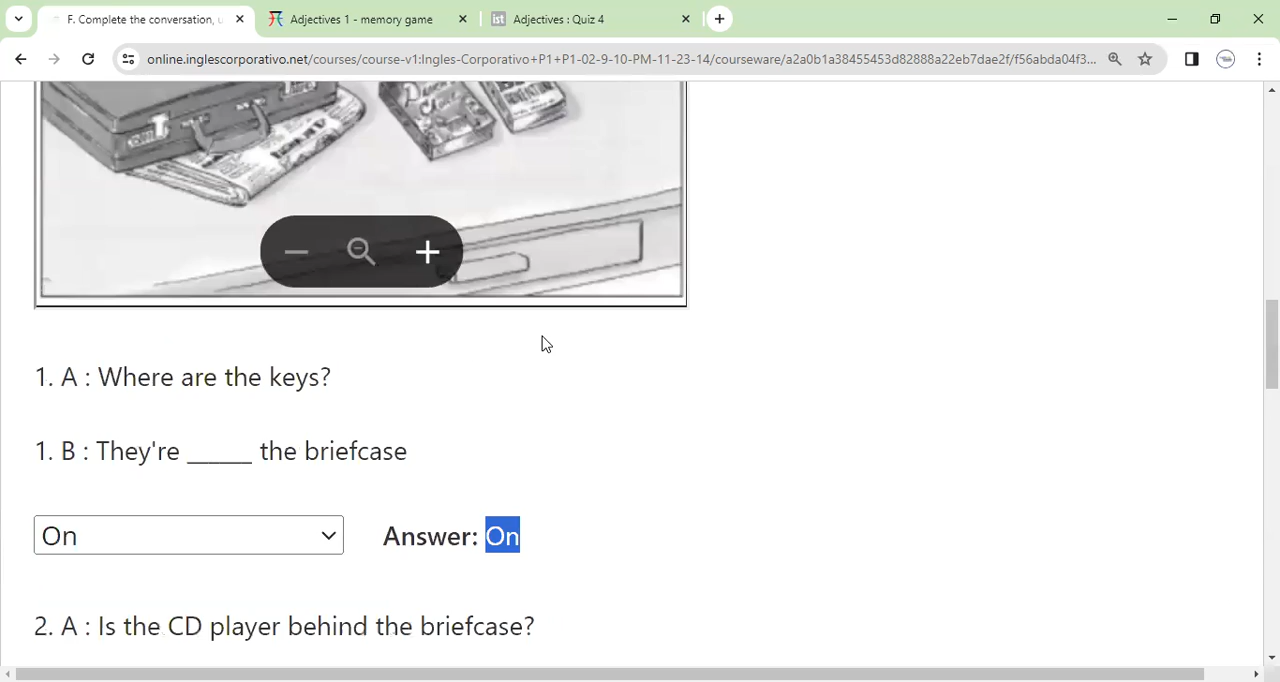 F. Complete the conversation, u
Adjectives 1 - memory game
ist
Adjectives : Quiz 4
online.inglescorporativo.net/courses/course-v1:Ingles-Corporativo+P1+P1-02-9-10-PM-11-23-14/courseware/a2a0b1a38455453d82888a22eb7dae2f/f56abda04f3...
1. A : Where are the keys?
1. B : They're _____ the briefcase
On
Answer: On
2. A : Is the CD player behind the briefcase?